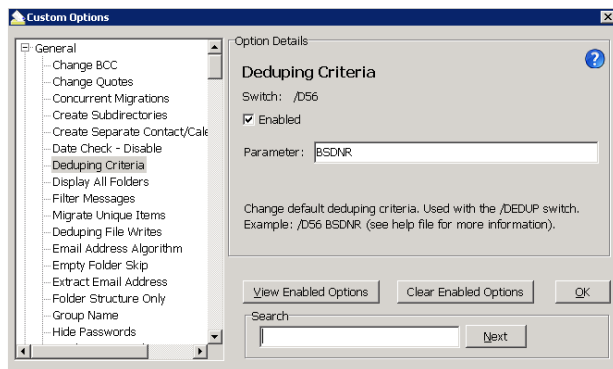 Custom Options
General
Change BCC
Change Quotes
Concurrent Migrations
Create Subdirectories
Create Separate Contact/Cale
Date Check - Disable
Deduping Criteria
Display All Folders
Filter Messages
Migrate Unique Items
Deduping File Writes
Email Address Algorithm
Empty Folder Skip
Extract Email Address
Folder Structure Only
Group Name
Hide Passwords
Option Details
Deduping Criteria
Switch: /D56
Enabled
Parameter: BSDNR
Change default deduping criteria. Used with the /DEDUP switch.
Example: /D56 BSDNR (see help file for more information).
View Enabled Options Clear Enabled Options OK
Search
Next